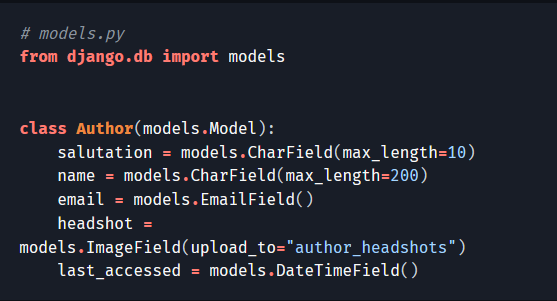 # models.py
from django.db import models
class Author(models.Model):
    salutation = models.CharField(max_length=10)
    name = models.CharField(max_length=200)
    email = models.EmailField()
    headshot =
models.ImageField(upload_to="author_headshots")
    last_accessed = models.DateTimeField()